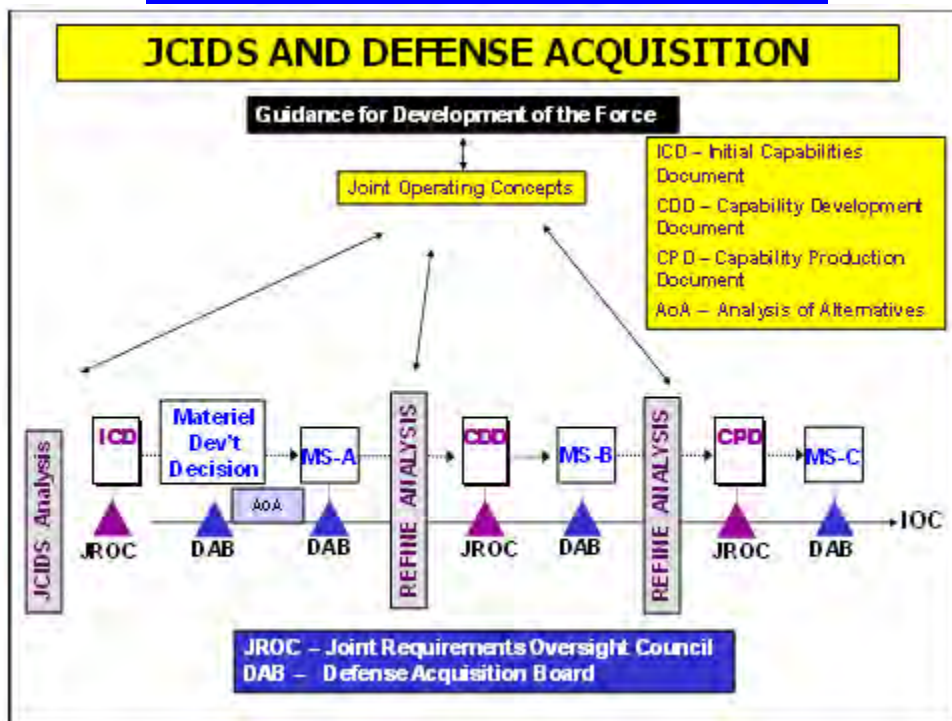 JCIDS AND DEFENSE ACQUISITION
Guidance for Development of the Force
Joint Operating Concepts
ICD – Initial Capabilities
Document
CDD – Capability Development
Document
CPD – Capability Production
Document
AoA – Analysis of Alternatives
JCIDS Analysis
ICD
Materiel
Dev't
Decision
MS-A
REFINE ANALYSIS
CDD
MS-B
REFINE ANALYSIS
CPD
MS-C
AoA
IOC
JROC
DAB
DAB
JROC
DAB
JROC
DAB
JROC – Joint Requirements Oversight Council
DAB – Defense Acquisition Board